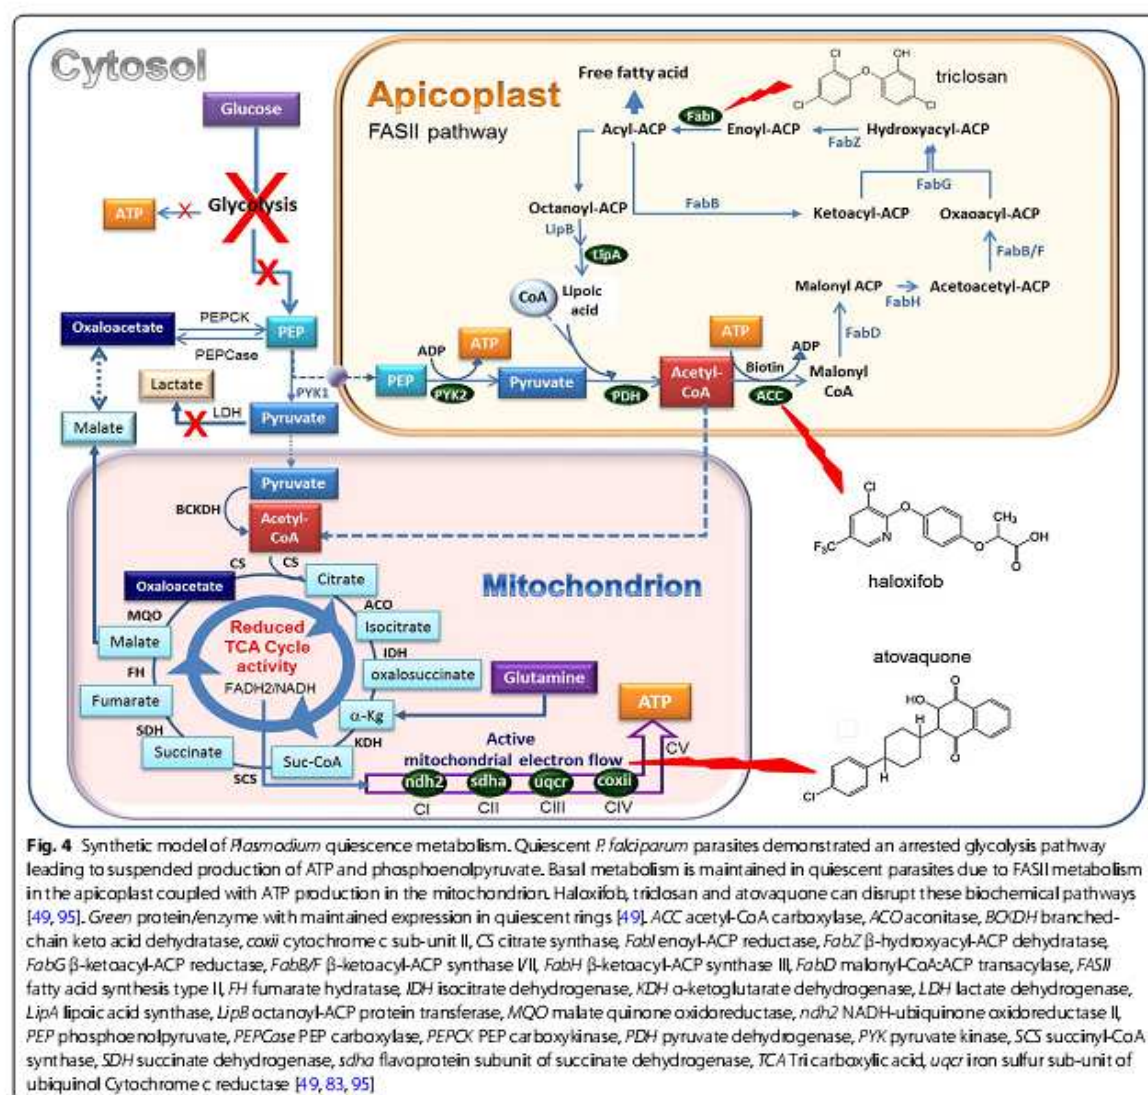 Cytosol
Glucose
Glycolysis
ATP
Oxaloacetate
PEPCK
PEPCase
PEP
Lactate
LDH
PYK1
Malate
Pyruvate
Apicoplast
FASII pathway
Free fatty acid
Acyl-ACP
FabI
Enoyl-ACP
FabZ
Hydroxyacyl-ACP
Cl
OH
O
Cl
Cl
triclosan
FabG
Octanoyl-ACP
FabB
Ketoacyl-ACP
Oxaoacyl-ACP
LipB
LipA
FabB/F
CoA
Lipoic
acid
Malonyl ACP
FabH
Acetoacetyl-ACP
FabD
PEP
ADP
ATP
PYK2
Pyruvate
PDH
Acetyl-
CoA
ATP
ADP
Biotin
ACC
Malonyl
CoA
Pyruvate
BCKDH
Acetyl-
CoA
Mitochondrion
CS
CS
Oxaloacetate
Citrate
MQO
ACO
Malate
Isocitrate
Reduced
TCA Cycle
activity
FADH2/NADH
IDH
oxalosuccinate
FH
Glutamine
Fumarate
α-Kg
SDH
KDH
Succinate
Suc-CoA
SCS
ATP
Active
mitochondrial electron flow
CV
ndh2
sdha
uqcr
coxii
CI
CII
CIII
CIV
Cl
O
CH₃
F₃C
N
O
OH
O
haloxifob
atovaquone
O
HO
H
O
H
Cl
Fig. 4 Synthetic model of Plasmodium quiescence metabolism. Quiescent P. falciparum parasites demonstrated an arrested glycolysis pathway
leading to suspended production of ATP and phosphoenolpyruvate. Basal metabolism is maintained in quiescent parasites due to FASII metabolism
in the apicoplast coupled with ATP production in the mitochondrion. Haloxifob, triclosan and atovaquone can disrupt these biochemical pathways
[49, 95]. Green protein/enzyme with maintained expression in quiescent rings [49]. ACC acetyl-CoA carboxylase, ACO aconitase, BCKDH branched-
chain keto acid dehydratase, coxii cytochrome c sub-unit II, CS citrate synthase, FabI enoyl-ACP reductase, FabZ β-hydroxyacyl-ACP dehydratase,
FabG β-ketoacyl-ACP reductase, FabB/F β-ketoacyl-ACP synthase I/II, FabH β-ketoacyl-ACP synthase III, FabD malonyl-CoA:ACP transacylase, FASII
fatty acid synthesis type II, FH fumarate hydratase, IDH isocitrate dehydrogenase, KDH α-ketoglutarate dehydrogenase, LDH lactate dehydrogenase,
LipA lipoic acid synthase, LipB octanoyl-ACP protein transferase, MQO malate quinone oxidoreductase, ndh2 NADH-ubiquinone oxidoreductase II,
PEP phosphoenolpyruvate, PEPCase PEP carboxylase, PEPCK PEP carboxykinase, PDH pyruvate dehydrogenase, PYK pyruvate kinase, SCS succinyl-CoA
synthase, SDH succinate dehydrogenase, sdha flavoprotein subunit of succinate dehydrogenase, TCA Tricarboxylic acid, uqcr iron sulfur sub-unit of
ubiquinol Cytochrome c reductase [49, 83, 95]